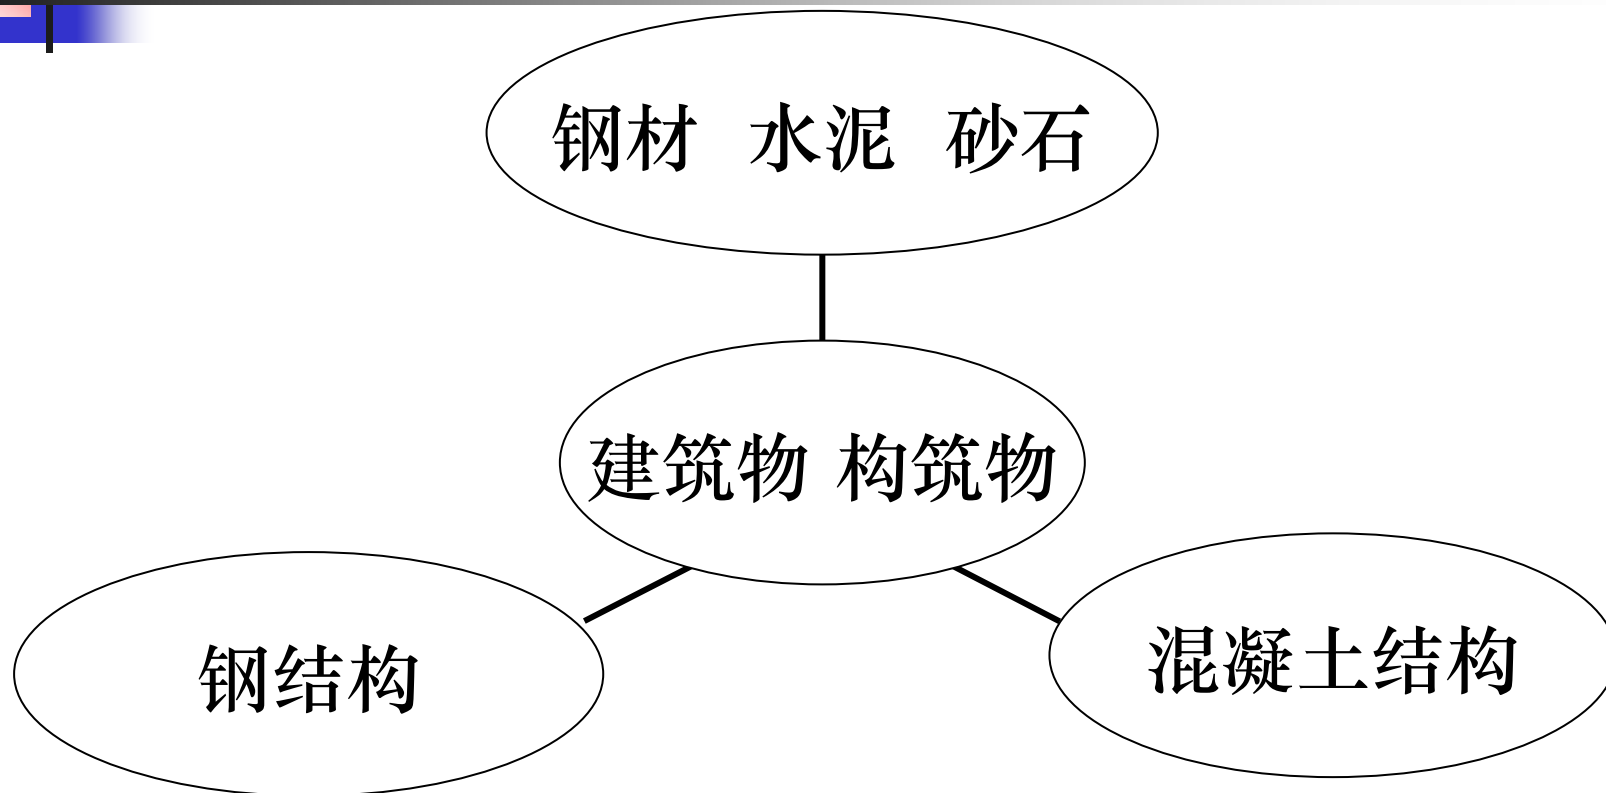 钢材 水泥 砂石
建筑物 构筑物
钢结构
混凝土结构